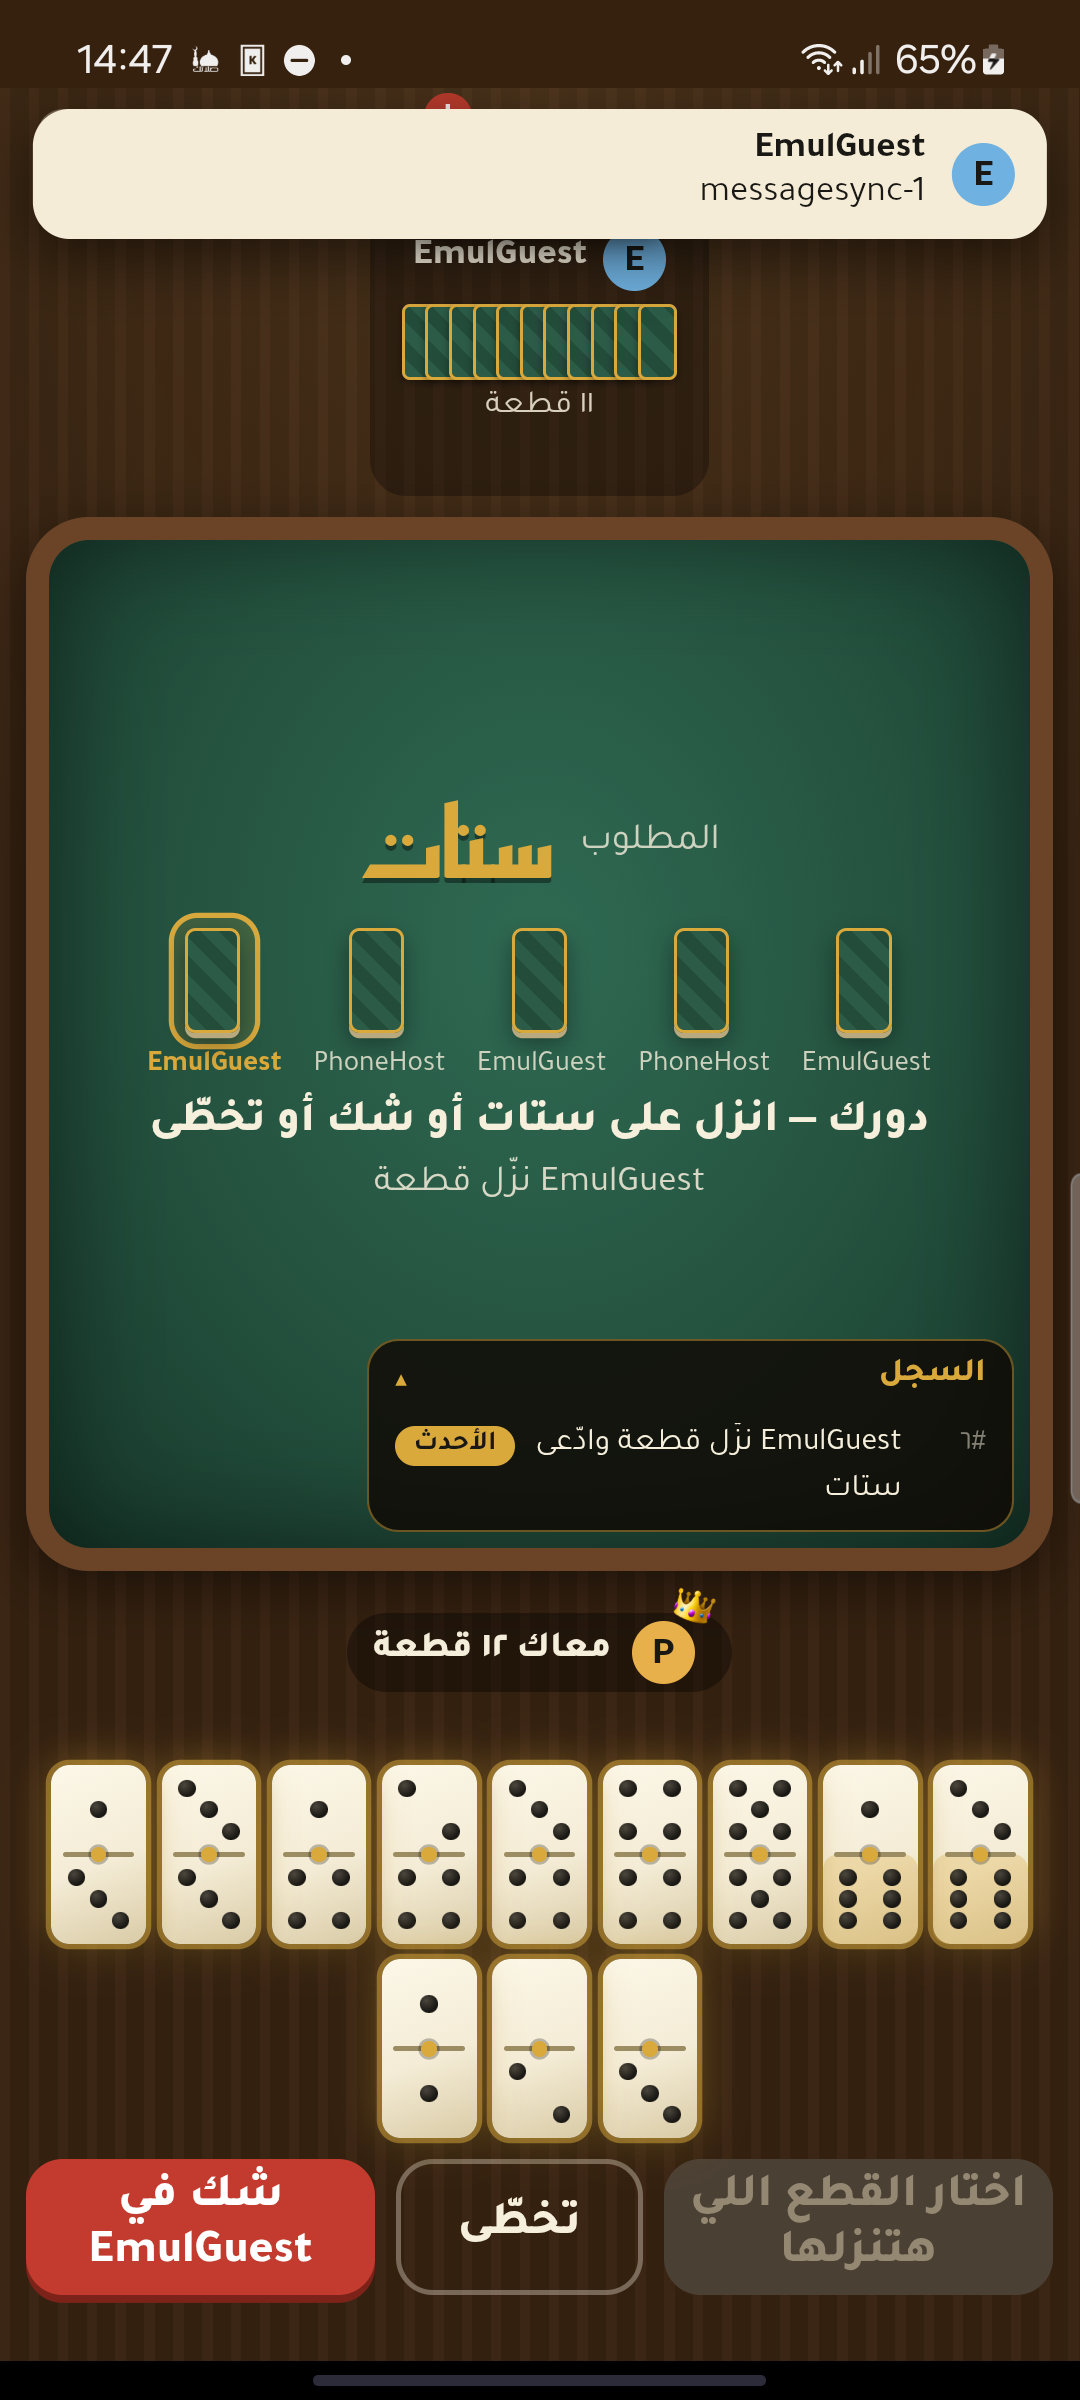 14:47
65%
EmulGuest
E
messagesync-1
EmulGuest
E
١١ قطعة
المطلوب ستات
EmulGuest PhoneHost EmulGuest PhoneHost EmulGuest
دورك – انزل على ستات أو شك أو تخطّى
EmulGuest نزّل قطعة
السجل
#٦ EmulGuest نزّل قطعة وادّعى ستات الأحدث
P
معاك ١٢ قطعة
اختار القطع اللي
هتنزلها
تخطّى
شك في
EmulGuest